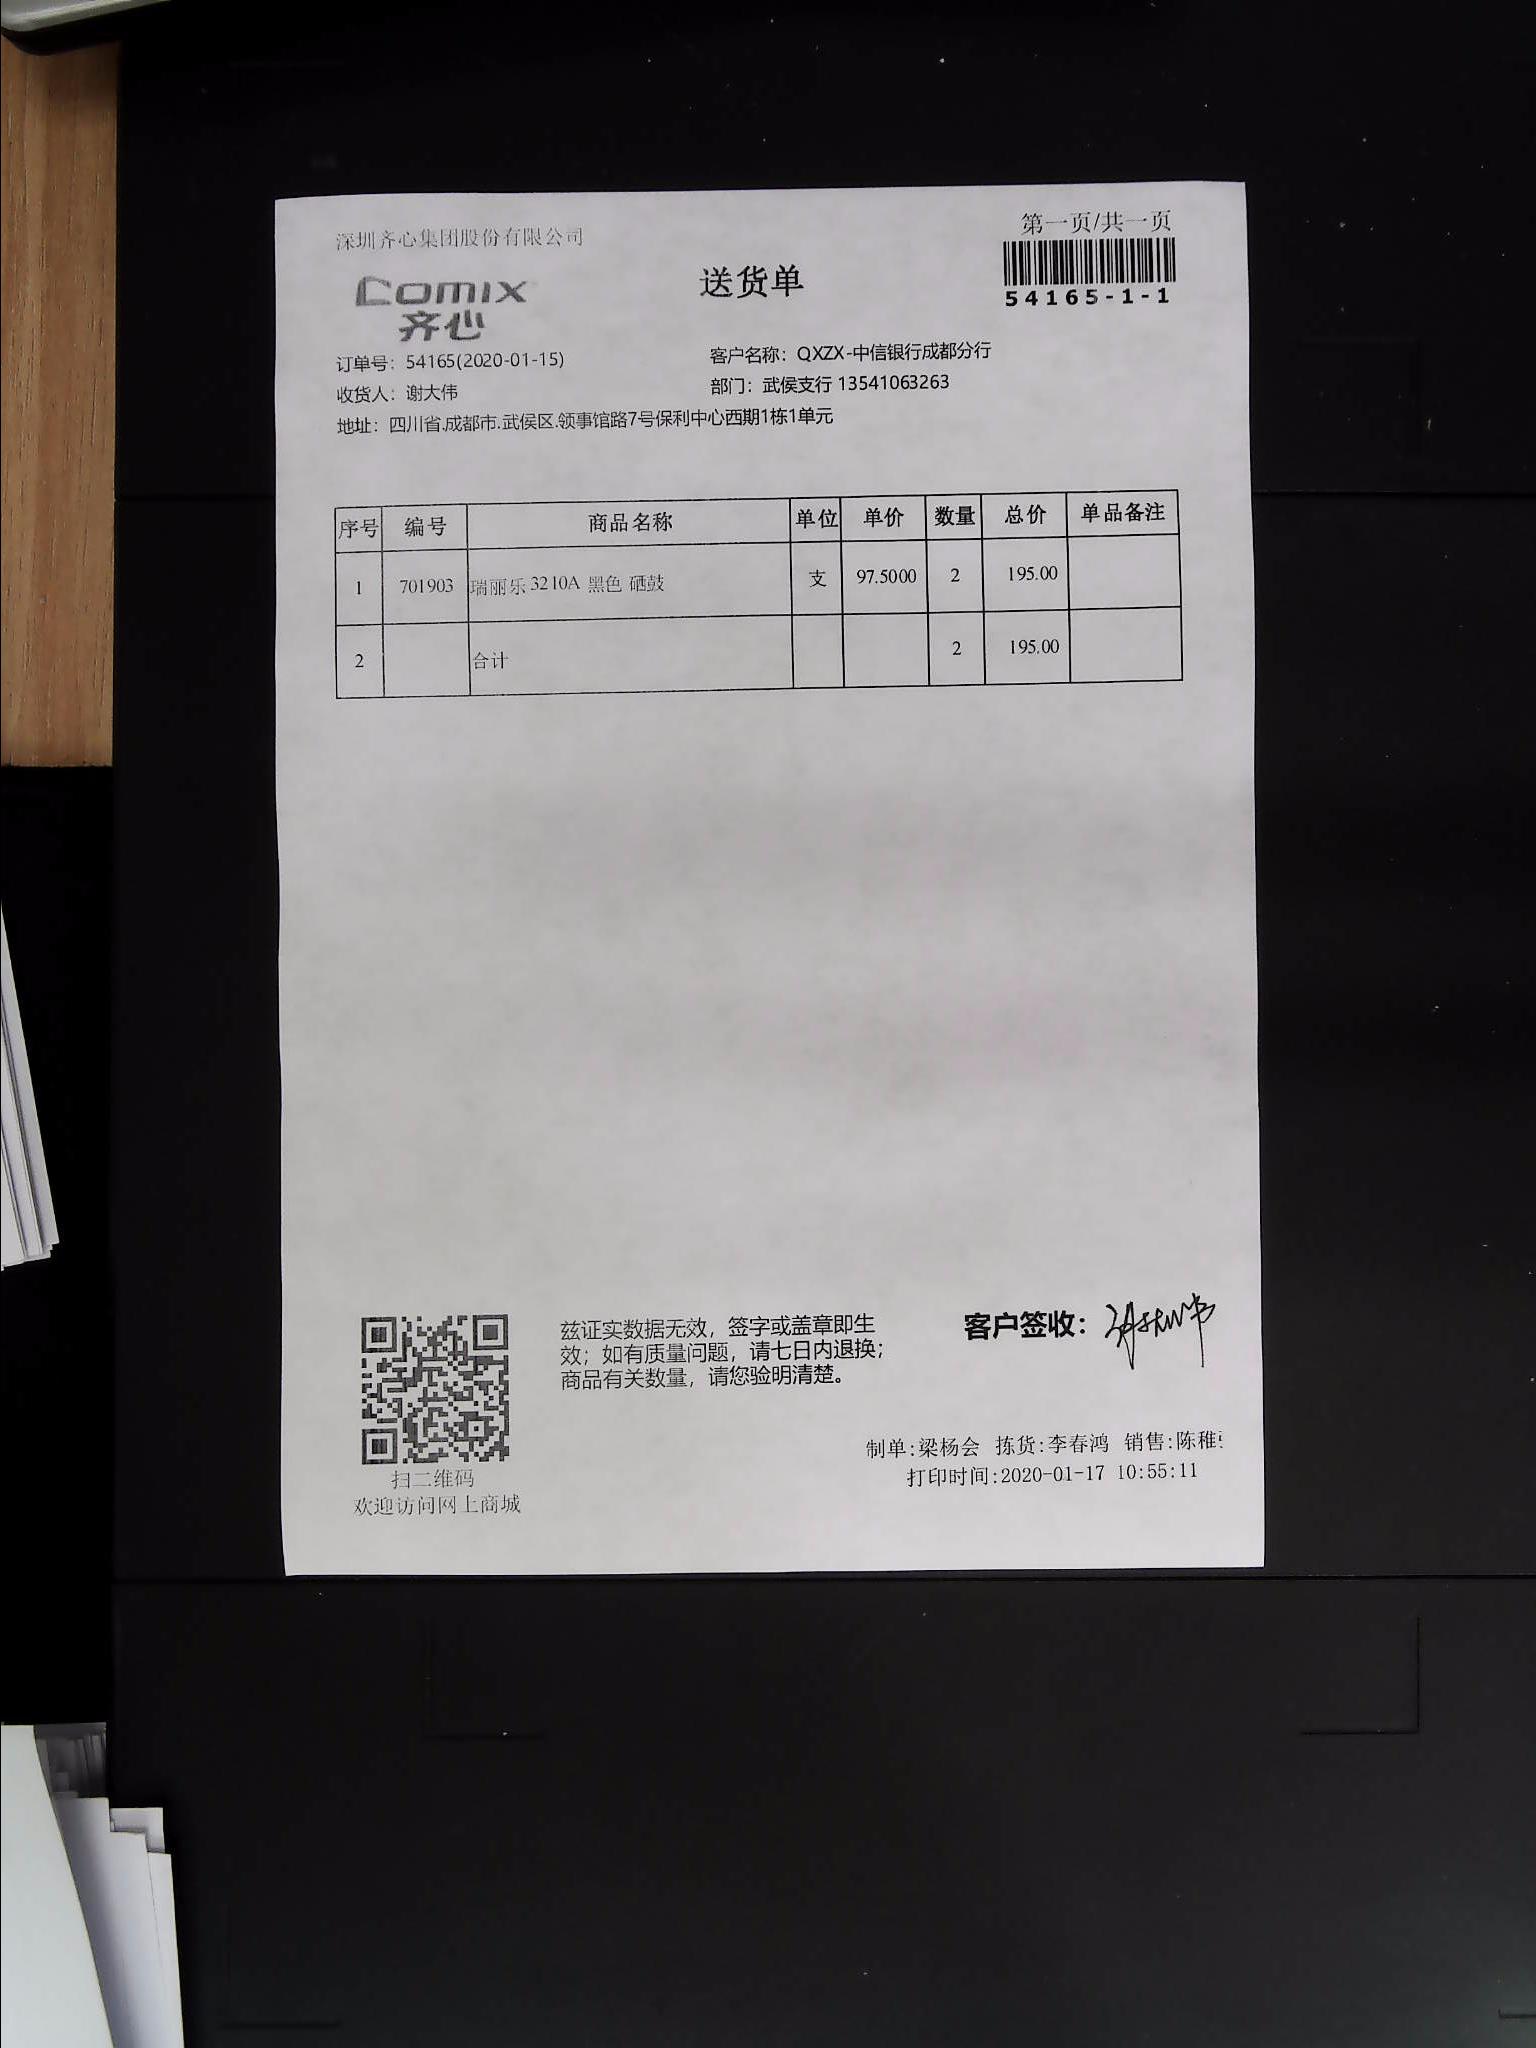 深圳齐心集团股份有限公司
第一页/共一页
Comix
齐心
送货单
54165-1-1
订单号：54165(2020-01-15)
客户名称：QXZX-中信银行成都分行
收货人：谢大伟
部门：武侯支行 13541063263
地址：四川省.成都市.武侯区.领事馆路7号保利中心西期1栋1单元
序号 编号 商品名称 单位 单价 数量 总价 单品备注
1 701903 瑞丽乐 3210A 黑色 硒鼓 支 97.5000 2 195.00
2 合计 2 195.00
兹证实数据无效，签字或盖章即生
效；如有质量问题，请七日内退换；
商品有关数量，请您验明清楚。
客户签收：
制单:梁杨会 拣货:李春鸿 销售:陈稚
打印时间:2020-01-17 10:55:11
扫二维码
欢迎访问网上商城